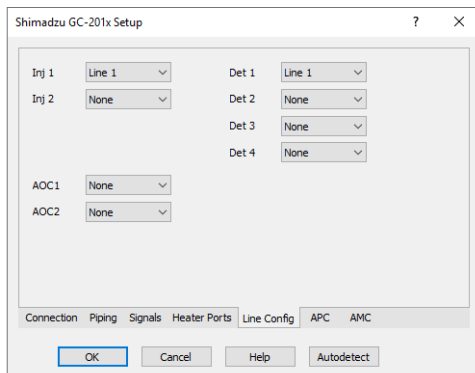 Shimadzu GC-201x Setup ? ×
Inj 1 Line 1 Det 1 Line 1
Inj 2 None Det 2 None
Det 3 None
Det 4 None
AOC1 None
AOC2 None
Connection Piping Signals Heater Ports Line Config APC AMC
OK Cancel Help Autodetect